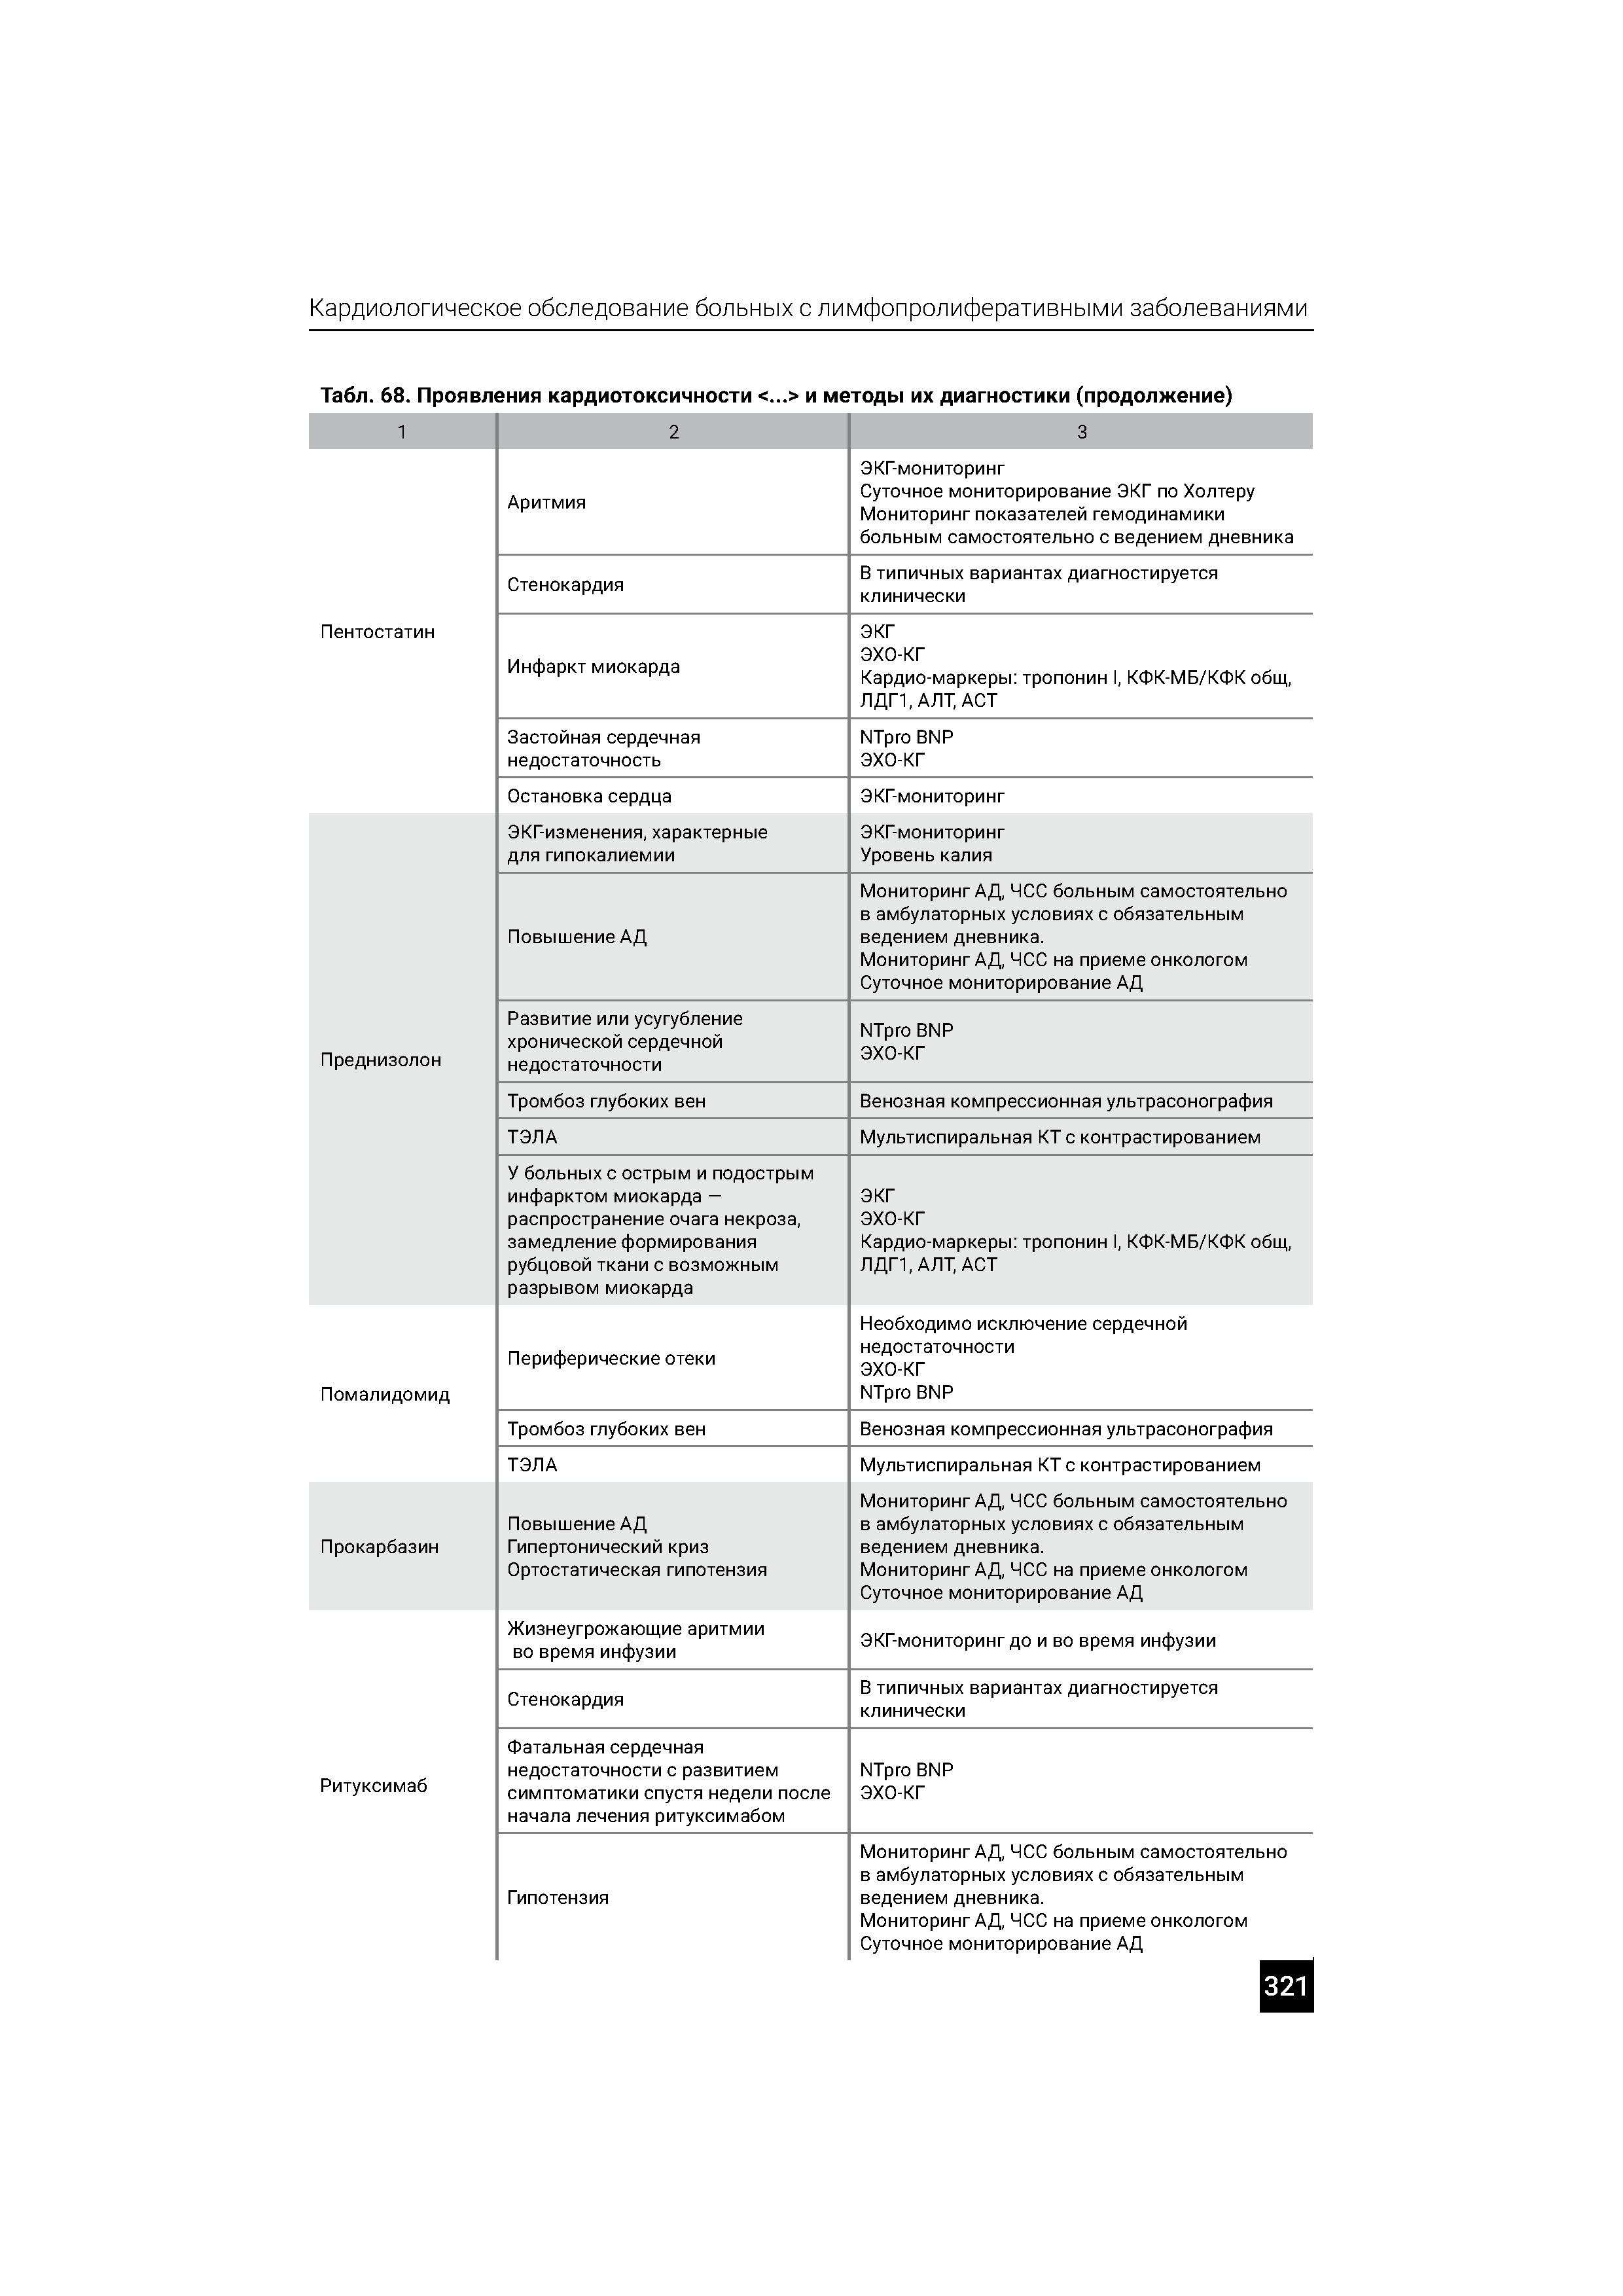 Кардиологическое обследование больных с лимфопролиферативными заболеваниями
Табл. 68. Проявления кардиотоксичности <...> и методы их диагностики (продолжение)
1
2
3
Пентостатин
Аритмия
ЭКГ-мониторинг
Суточное мониторирование ЭКГ по Холтеру
Мониторинг показателей гемодинамики
больным самостоятельно с ведением дневника
Стенокардия
В типичных вариантах диагностируется
клинически
Инфаркт миокарда
ЭКГ
ЭХО-КГ
Кардио-маркеры: тропонин I, КФК-МБ/КФК общ,
ЛДГ1, АЛТ, АСТ
Застойная сердечная
недостаточность
NTpro BNP
ЭХО-КГ
Остановка сердца
ЭКГ-мониторинг
Преднизолон
ЭКГ-изменения, характерные
для гипокалиемии
ЭКГ-мониторинг
Уровень калия
Повышение АД
Мониторинг АД, ЧСС больным самостоятельно
в амбулаторных условиях с обязательным
ведением дневника.
Мониторинг АД, ЧСС на приеме онкологом
Суточное мониторирование АД
Развитие или усугубление
хронической сердечной
недостаточности
NTpro BNP
ЭХО-КГ
Тромбоз глубоких вен
Венозная компрессионная ультрасонография
ТЭЛА
Мультиспиральная КТ с контрастированием
У больных с острым и подострым
инфарктом миокарда —
распространение очага некроза,
замедление формирования
рубцовой ткани с возможным
разрывом миокарда
ЭКГ
ЭХО-КГ
Кардио-маркеры: тропонин I, КФК-МБ/КФК общ,
ЛДГ1, АЛТ, АСТ
Помалидомид
Периферические отеки
Необходимо исключение сердечной
недостаточности
ЭХО-КГ
NTpro BNP
Тромбоз глубоких вен
Венозная компрессионная ультрасонография
ТЭЛА
Мультиспиральная КТ с контрастированием
Прокарбазин
Повышение АД
Гипертонический криз
Ортостатическая гипотензия
Мониторинг АД, ЧСС больным самостоятельно
в амбулаторных условиях с обязательным
ведением дневника.
Мониторинг АД, ЧСС на приеме онкологом
Суточное мониторирование АД
Ритуксимаб
Жизнеугрожающие аритмии
во время инфузии
ЭКГ-мониторинг до и во время инфузии
Стенокардия
В типичных вариантах диагностируется
клинически
Фатальная сердечная
недостаточности с развитием
симптоматики спустя недели после
начала лечения ритуксимабом
NTpro BNP
ЭХО-КГ
Гипотензия
Мониторинг АД, ЧСС больным самостоятельно
в амбулаторных условиях с обязательным
ведением дневника.
Мониторинг АД, ЧСС на приеме онкологом
Суточное мониторирование АД
321